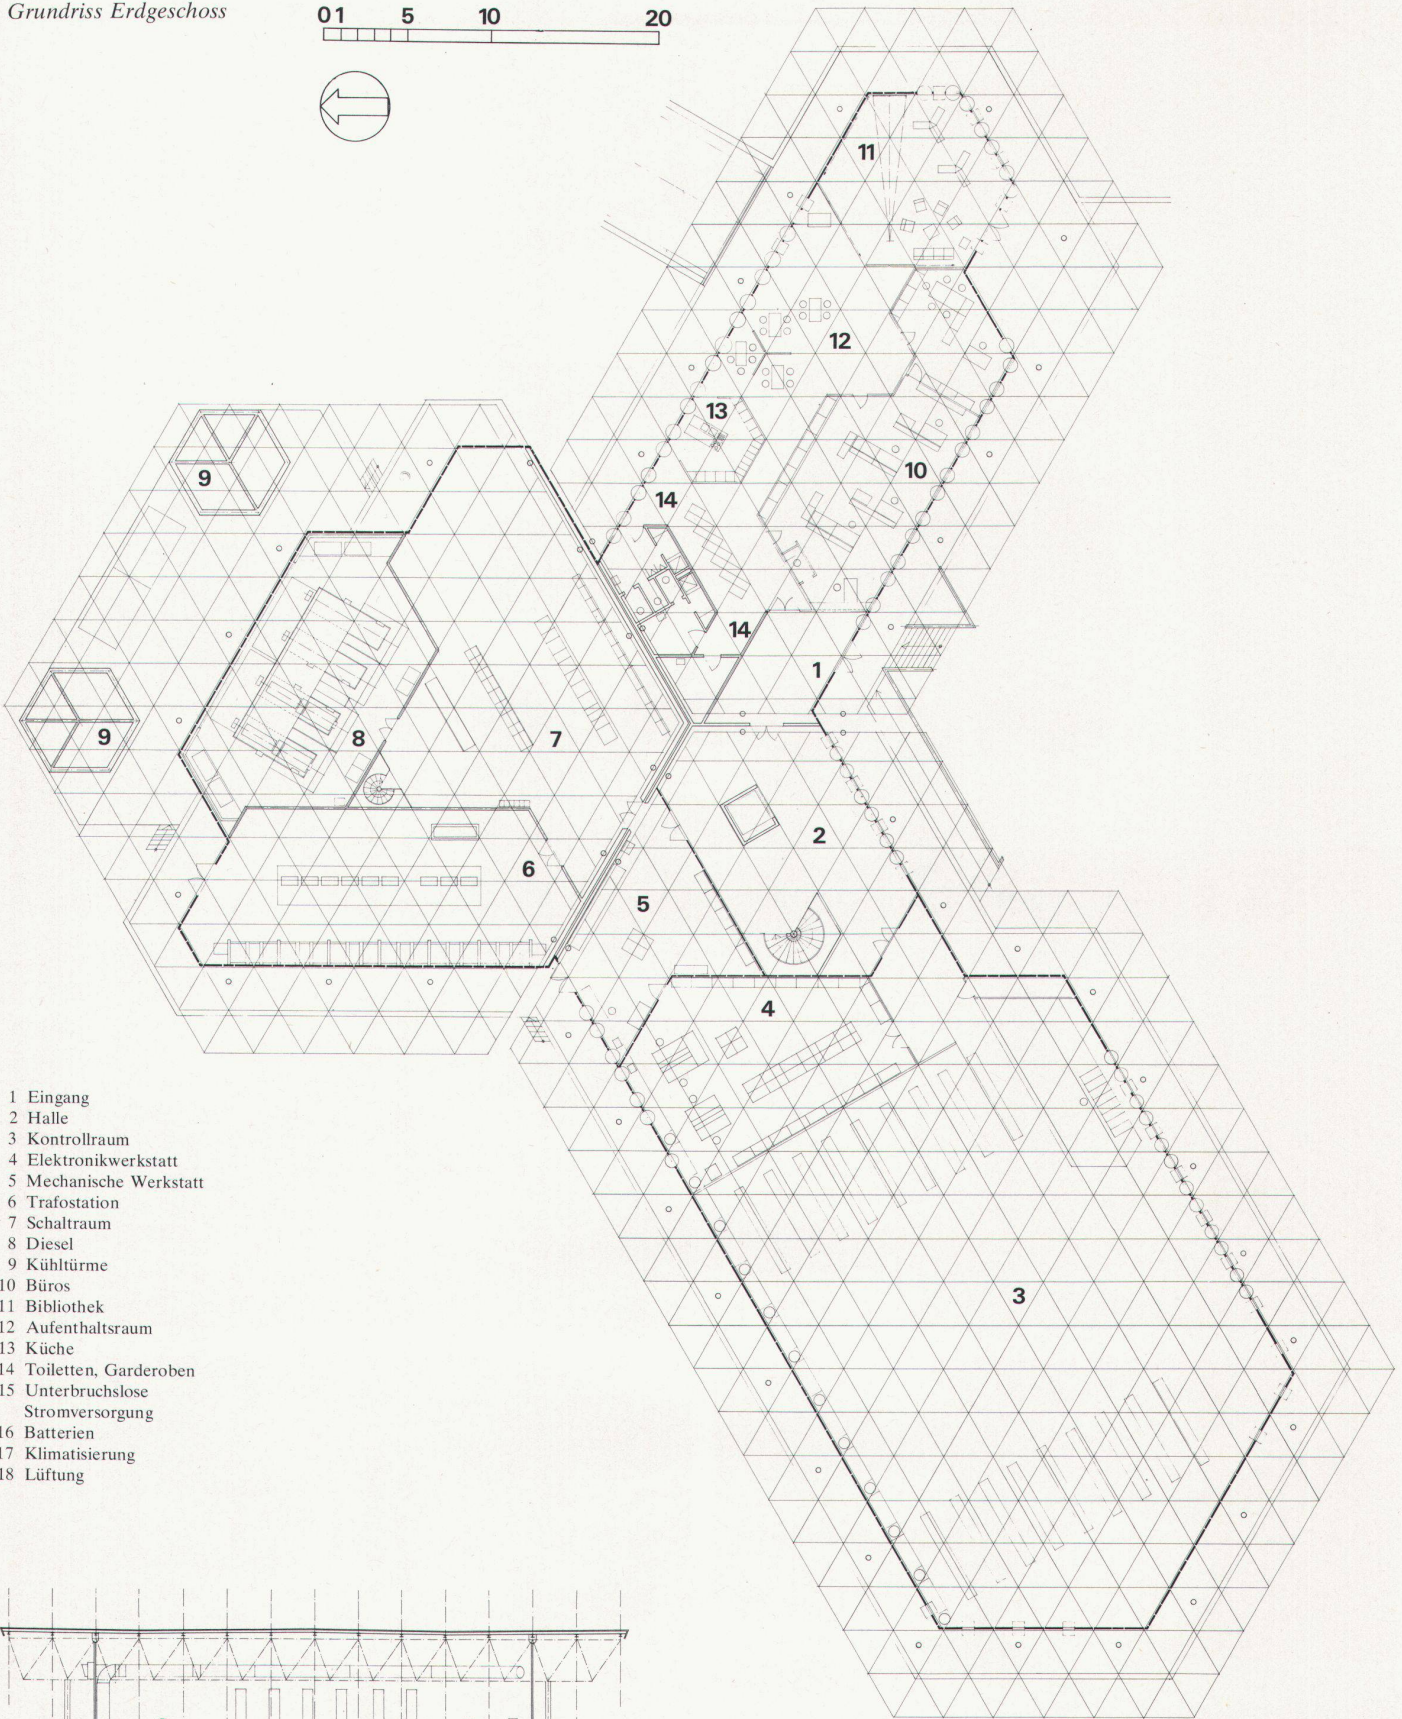 Grundriss Erdgeschoss
0 1 5 10 20
11
12
13
10
9
14
14
1
9
8
7
2
6
5
4
3
1 Eingang
2 Halle
3 Kontrollraum
4 Elektronikwerkstatt
5 Mechanische Werkstatt
6 Trafostation
7 Schaltraum
8 Diesel
9 Kühltürme
10 Büros
11 Bibliothek
12 Aufenthaltsraum
13 Küche
14 Toiletten, Garderoben
15 Unterbruchslose
Stromversorgung
16 Batterien
17 Klimatisierung
18 Lüftung